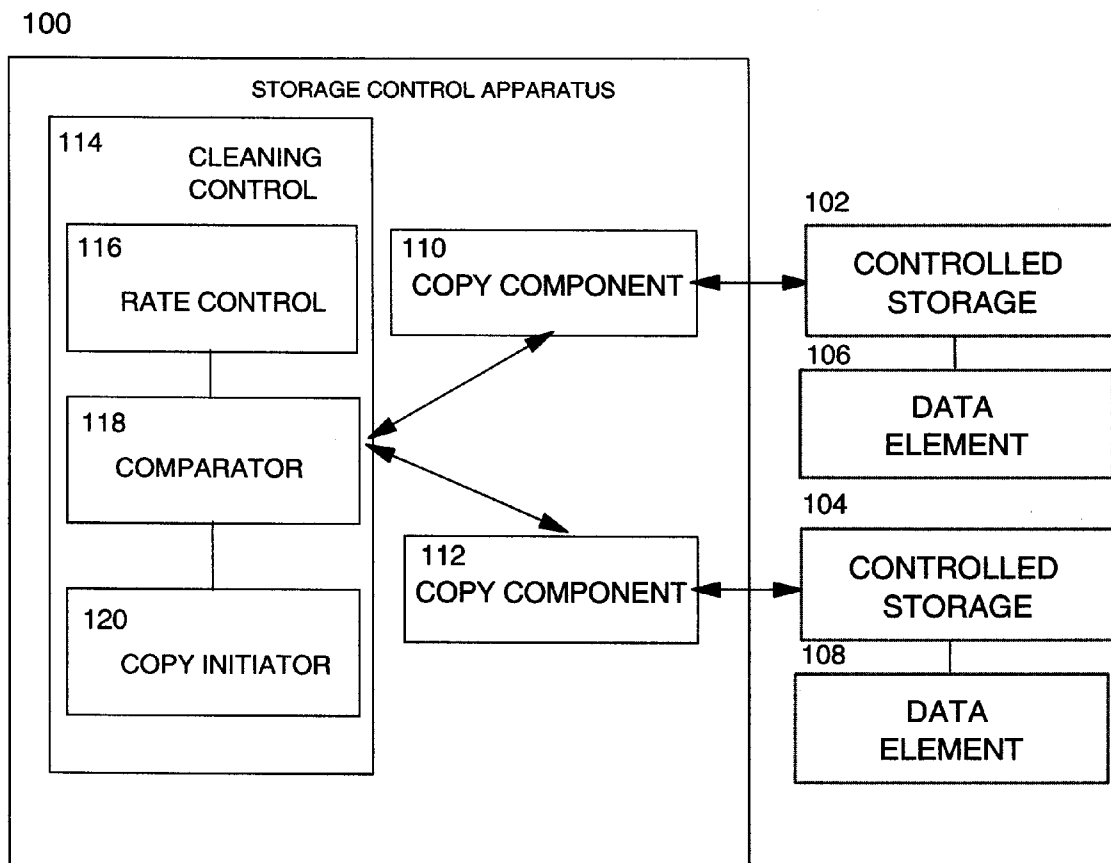 100
STORAGE CONTROL APPARATUS
114
CLEANING
CONTROL
116
RATE CONTROL
118
COMPARATOR
120
COPY INITIATOR
110
COPY COMPONENT
112
COPY COMPONENT
102
CONTROLLED
STORAGE
106
DATA
ELEMENT
104
CONTROLLED
STORAGE
108
DATA
ELEMENT